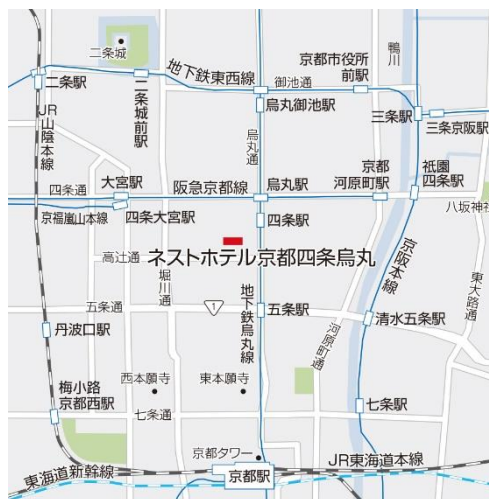 二条城
鴨川
京都市役所
前駅
地下鉄東西線
御池通
二条駅
二条城前駅
烏丸御池駅
三条駅
三条京阪駅
JR山陰本線
烏丸通
大宮駅
阪急京都線
烏丸駅
京都
河原町駅
祇園
四条駅
四条通
八坂神社
京福嵐山本線
四条大宮駅
四条駅
ネストホテル京都四条烏丸
高辻通
堀川通
京阪本線
東大路通
五条通
1
地下鉄烏丸線
五条駅
河原町通
清水五条駅
丹波口駅
梅小路
京都西駅
西本願寺
東本願寺
七条駅
七条通
京都タワー
JR東海道本線
東海道新幹線
京都駅